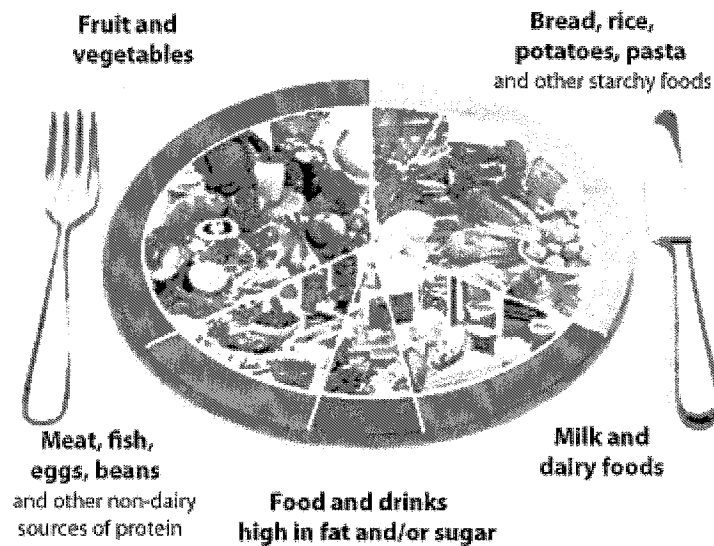 Fruit and
vegetables
Bread, rice,
potatoes, pasta
and other starchy foods
Meat, fish,
eggs, beans
and other non-dairy
sources of protein
Food and drinks
high in fat and/or sugar
Milk and
dairy foods